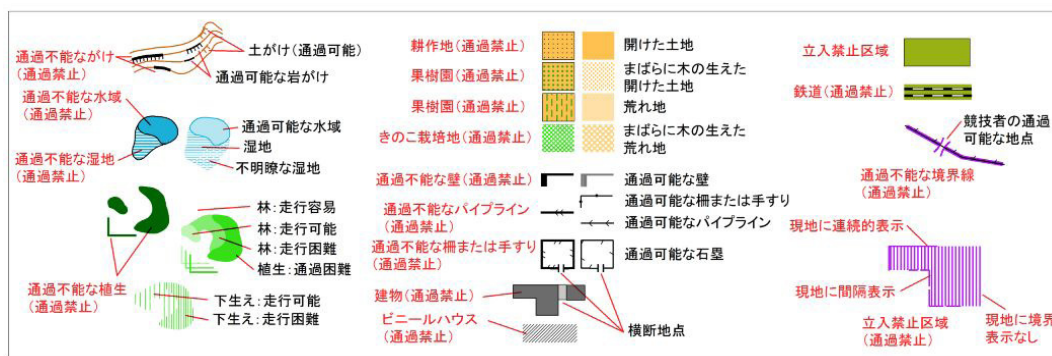 通過不能ながけ
(通過禁止)
土がけ(通過可能)
通過可能な岩がけ
通過不能な水域
(通過禁止)
通過可能な水域
湿地
不明瞭な湿地
通過不能な湿地
(通過禁止)
林:走行容易
林:走行可能
林:走行困難
植生:通過困難
通過不能な植生
(通過禁止)
下生え:走行可能
下生え:走行困難
耕作地(通過禁止)
開けた土地
果樹園(通過禁止)
まばらに木の生えた
開けた土地
果樹園(通過禁止)
荒れ地
きのこ栽培地(通過禁止)
まばらに木の生えた
荒れ地
通過不能な壁(通過禁止)
通過可能な壁
通過不能なパイプライン
(通過禁止)
通過可能な柵または手すり
通過可能なパイプライン
通過不能な柵または手すり
(通過禁止)
通過可能な石塁
建物(通過禁止)
ビニールハウス
(通過禁止)
横断地点
立入禁止区域
鉄道(通過禁止)
競技者の通過
可能な地点
通過不能な境界線
(通過禁止)
現地に連続的表示
現地に間隔表示
立入禁止区域
(通過禁止)
現地に境界
表示なし